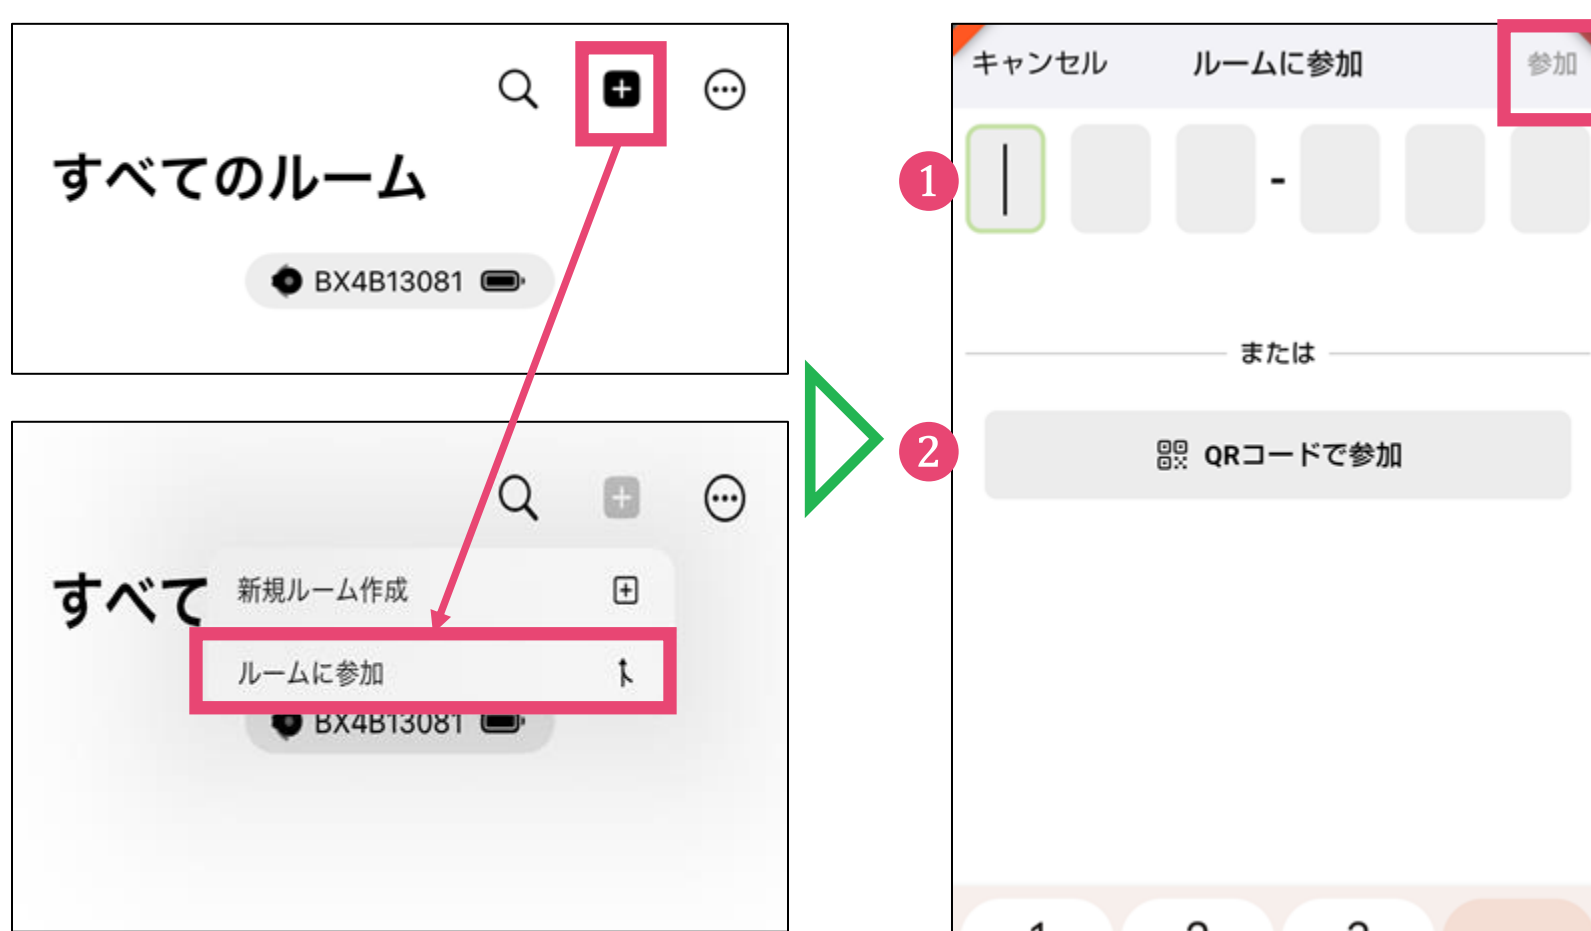 すべてのルーム
BX4B13081
すべて
新規ルーム作成
ルームに参加
BX4B13081
キャンセル ルームに参加 参加
1
-
または
2
QRコードで参加